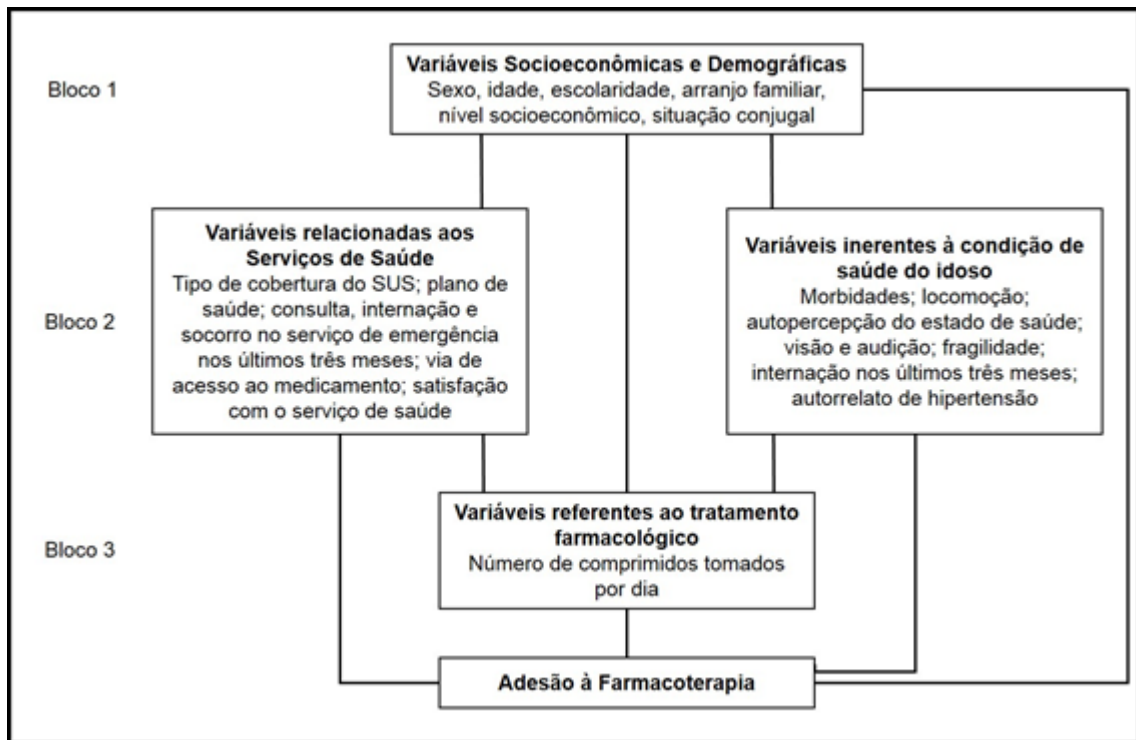 Bloco 1
Variáveis Socioeconômicas e Demográficas
Sexo, idade, escolaridade, arranjo familiar,
nível socioeconômico, situação conjugal
Bloco 2
Variáveis relacionadas aos
Serviços de Saúde
Tipo de cobertura do SUS; plano de
saúde; consulta, internação e
socorro no serviço de emergência
nos últimos três meses; via de
acesso ao medicamento; satisfação
com o serviço de saúde
Variáveis inerentes à condição de
saúde do idoso
Morbidades; locomoção;
autopercepção do estado de saúde;
visão e audição; fragilidade;
internação nos últimos três meses;
autorrelato de hipertensão
Bloco 3
Variáveis referentes ao tratamento
farmacológico
Número de comprimidos tomados
por dia
Adesão à Farmacoterapia